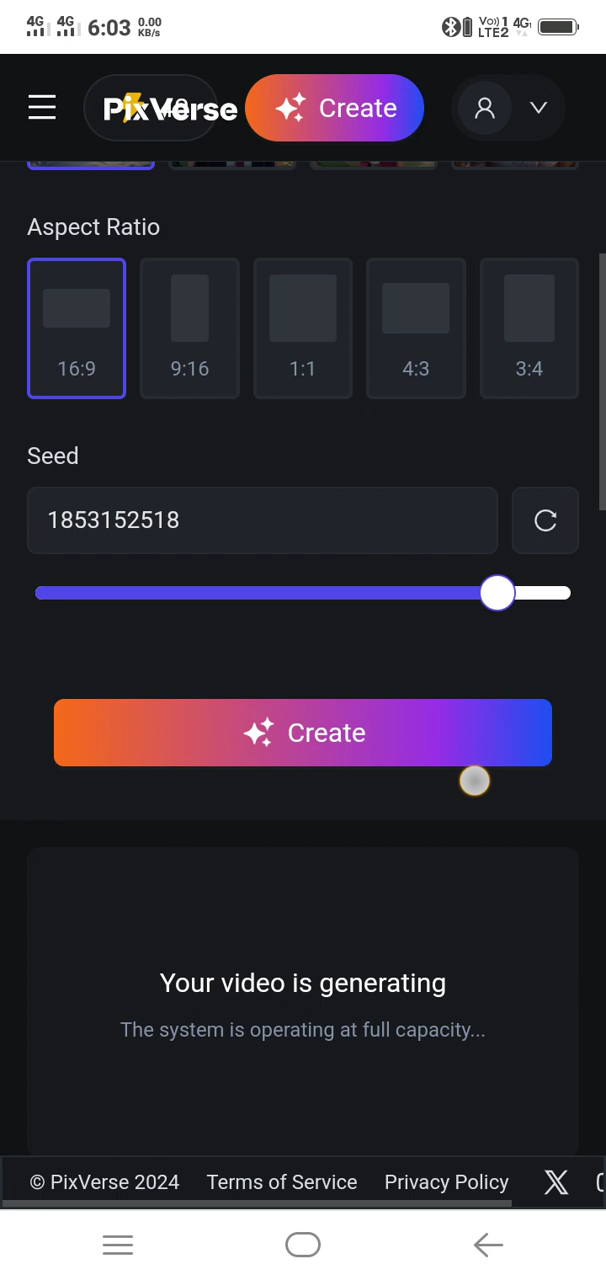 4G 4G 6:03 0.00 KB/s Vo)) 1 LTE2 4G
PixVerse Create
Aspect Ratio
16:9 9:16 1:1 4:3 3:4
Seed
1853152518
Create
Your video is generating
The system is operating at full capacity...
© PixVerse 2024 Terms of Service Privacy Policy X